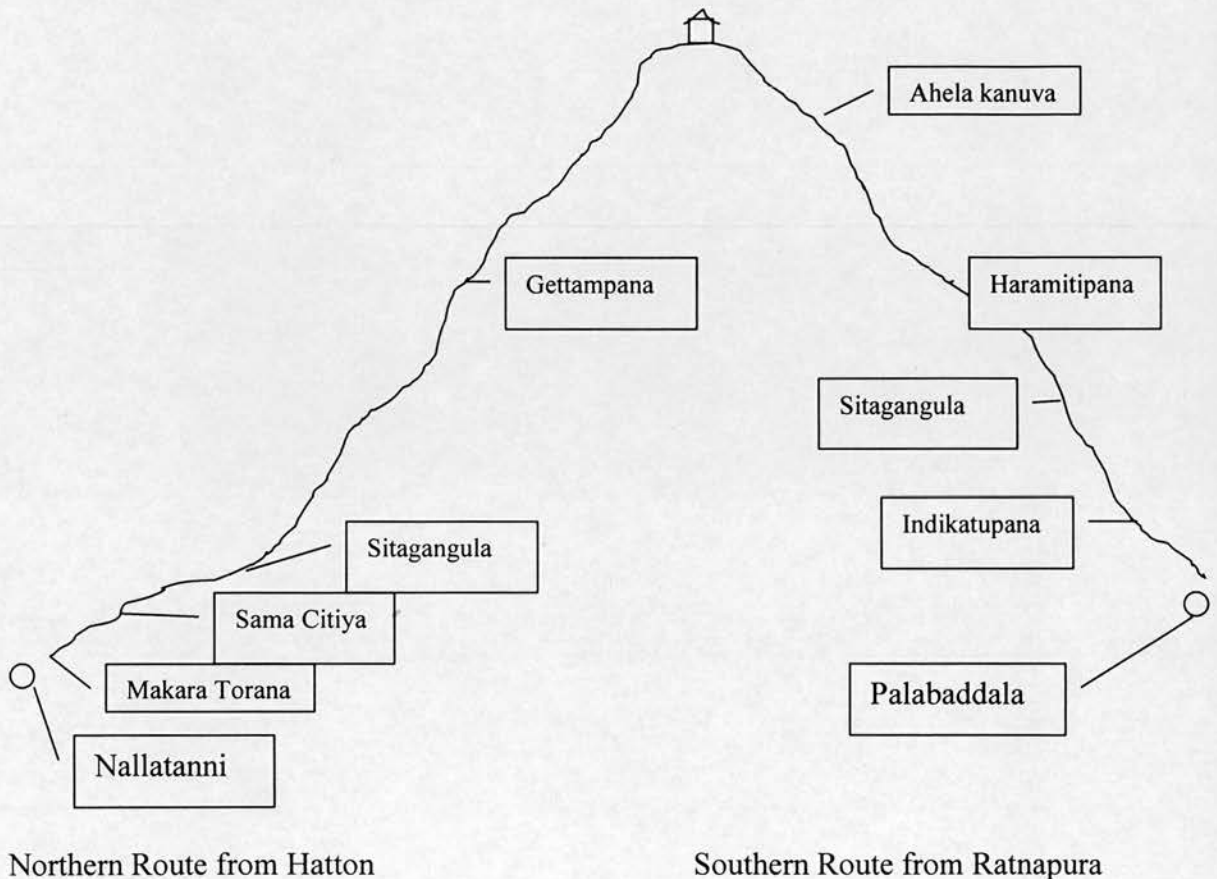 Ahela kanuva
Gettampana
Haramitipana
Sitagangula
Indikatupana
Sitagangula
Sama Citiya
Makara Torana
Palabaddala
Nallatanni
Northern Route from Hatton
Southern Route from Ratnapura